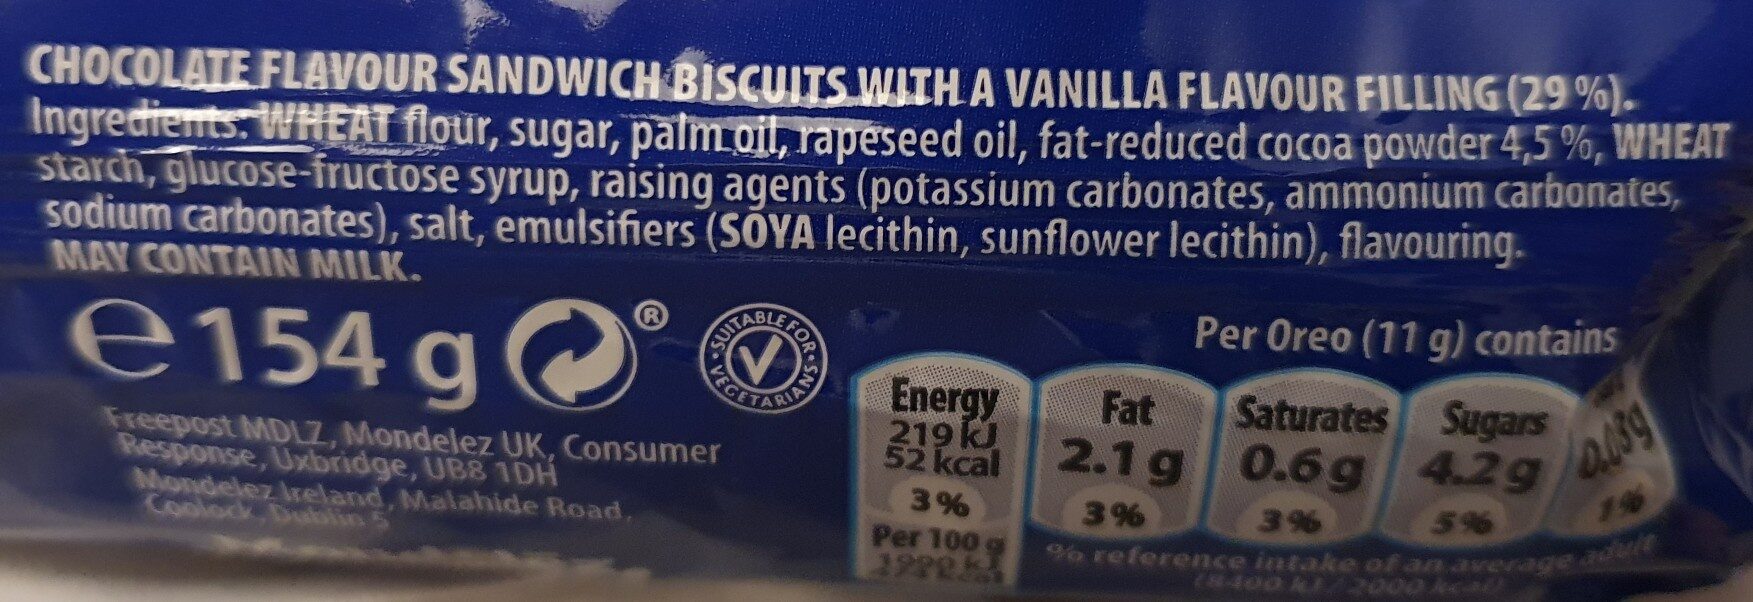 CHOCOLATE FLAVOUR SANDWICH BISCUITS WITH A VANILLA FLAVOUR FILLING (29 %).
Ingredients: WHEAT flour, sugar, palm oil, rapeseed oil, fat-reduced cocoa powder 4,5 %, WHEAT
starch, glucose-fructose syrup, raising agents (potassium carbonates, ammonium carbonates,
sodium carbonates), salt, emulsifiers (SOYA lecithin, sunflower lecithin), flavouring.
MAY CONTAIN MILK.
e 154 g ®
SUITABLE FOR VEGETARIANS
Freepost MDLZ, Mondelez UK, Consumer
Response, Uxbridge, UB8 1DH
Mondelez Ireland, Malahide Road,
Coolock, Dublin 5
Per Oreo (11 g) contains
Energy
219 kJ
52 kcal
3%
Per 100 g
Fat
2.1g
3%
Saturates
0.6g
3%
Sugars
4.2g
5%
0.08g
1%
% reference intake of an average adult
(8400 kJ / 2000 kcal)